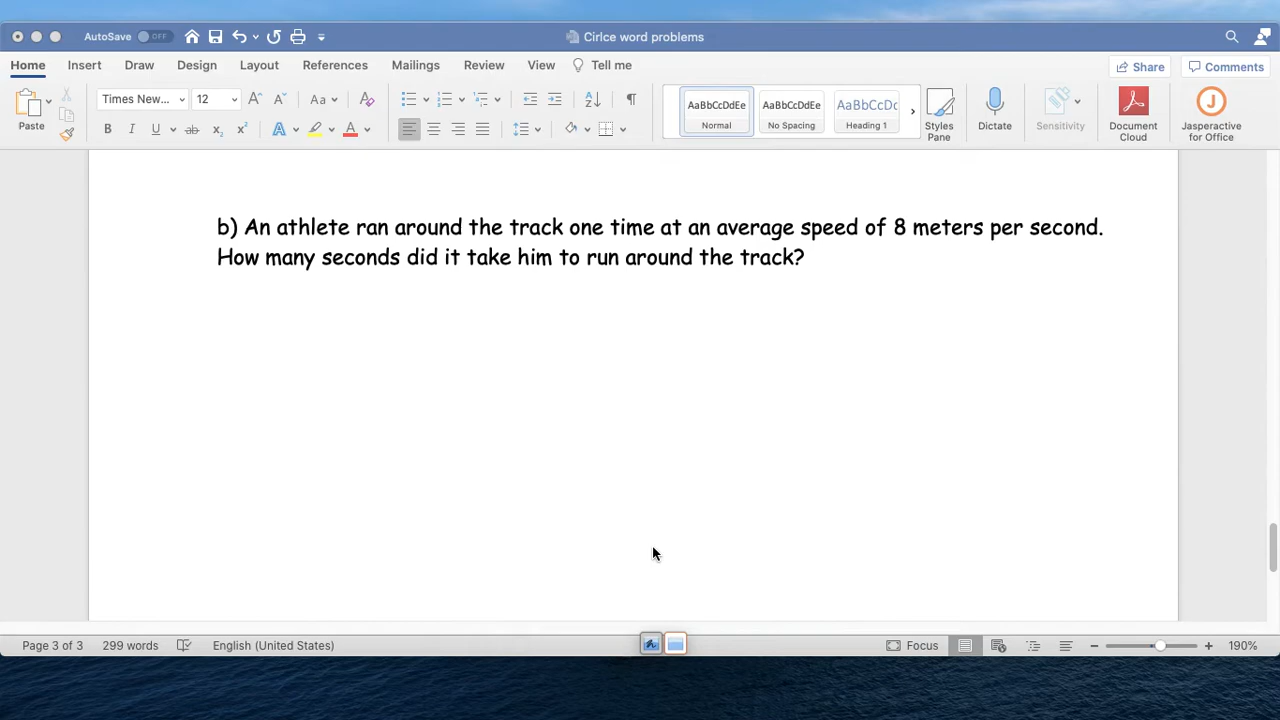 AutoSave OFF
Cirlce word problems
Home Insert Draw Design Layout References Mailings Review View Tell me Share Comments
Paste
Times New... 12 Aa
AaBbCcDdEe AaBbCcDdEe AaBbCcDc
Normal No Spacing Heading 1
Styles Pane
Dictate
Sensitivity
Document Cloud
Jasperactive for Office
b) An athlete ran around the track one time at an average speed of 8 meters per second.
How many seconds did it take him to run around the track?
Page 3 of 3 299 words English (United States) Focus 190%